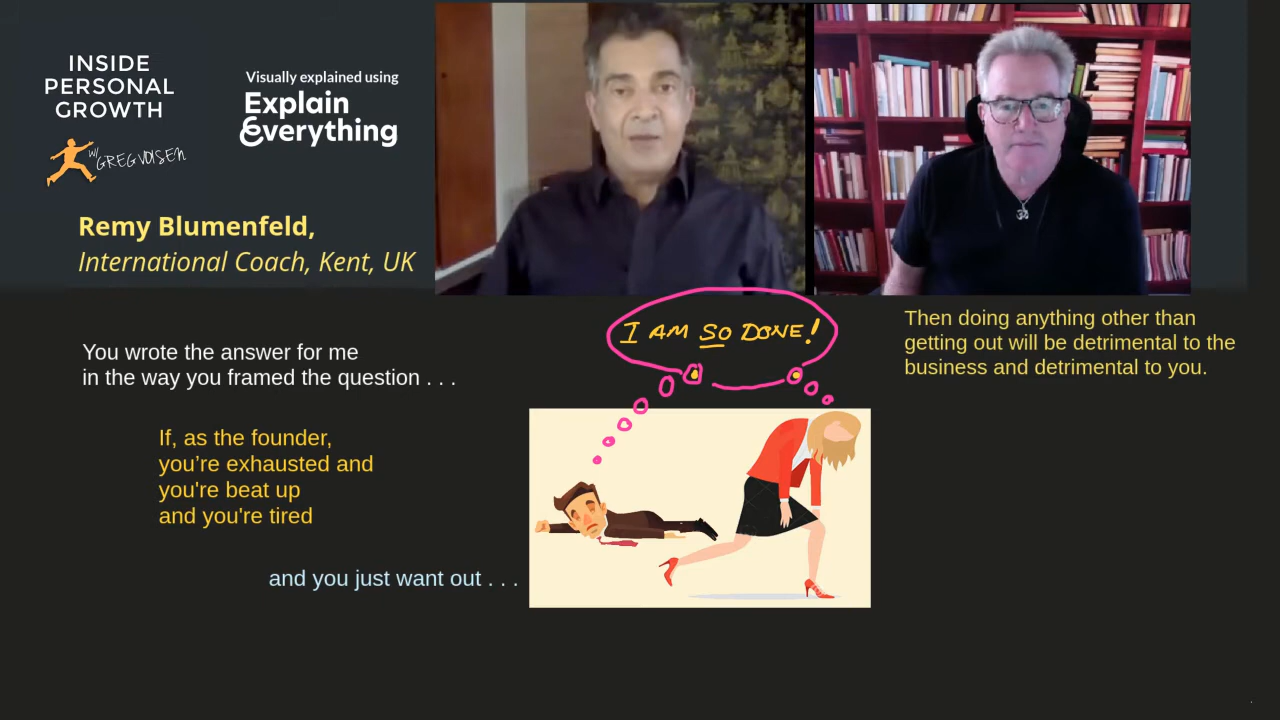 INSIDE
PERSONAL
GROWTH
w/ GREG VOISEN
Visually explained using
Explain
Everything
Remy Blumenfeld,
International Coach, Kent, UK
You wrote the answer for me
in the way you framed the question . . .
If, as the founder,
you’re exhausted and
you're beat up
and you're tired
and you just want out . . .
I AM SO DONE!
Then doing anything other than
getting out will be detrimental to the
business and detrimental to you.